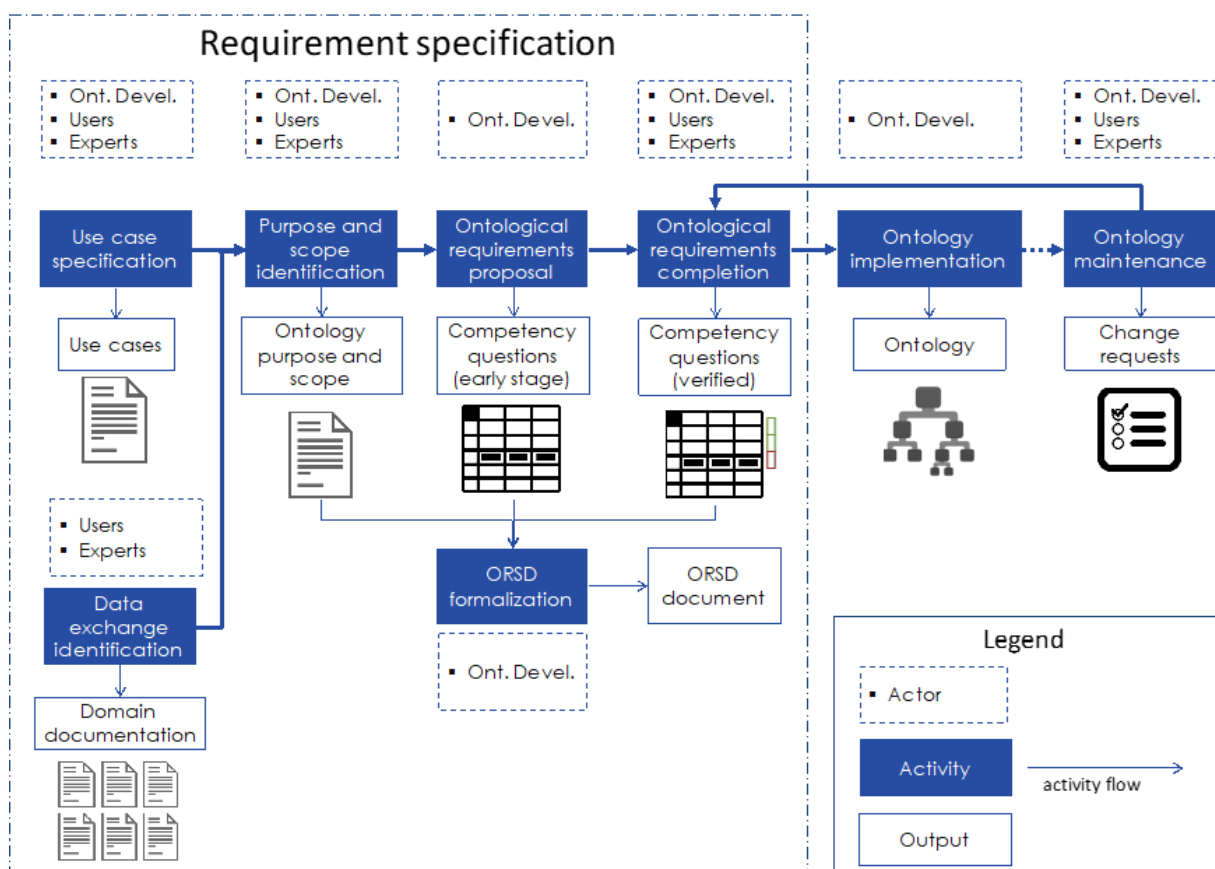 Requirement specification
▪ Ont. Devel.
▪ Users
▪ Experts
▪ Ont. Devel.
▪ Users
▪ Experts
▪ Ont. Devel.
▪ Ont. Devel.
▪ Users
▪ Experts
▪ Ont. Devel.
▪ Ont. Devel.
▪ Users
▪ Experts
Use case
specification
Purpose and
scope
identification
Ontological
requirements
proposal
Ontological
requirements
completion
Ontology
implementation
Ontology
maintenance
Use cases
Ontology
purpose and
scope
Competency
questions
(early stage)
Competency
questions
(verified)
Ontology
Change
requests
▪ Users
▪ Experts
Data
exchange
identification
Domain
documentation
ORSD
formalization
ORSD
document
▪ Ont. Devel.
Legend
▪ Actor
Activity
activity flow
Output